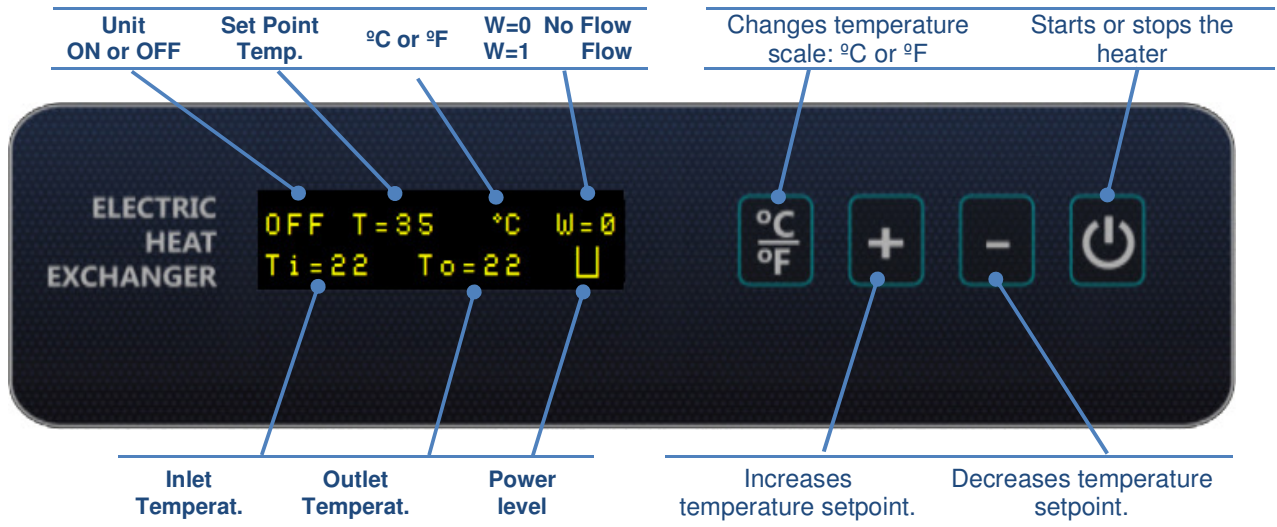 Unit
ON or OFF
Set Point
Temp.
ºC or ºF
W=0 No Flow
W=1 Flow
Changes temperature
scale: ºC or ºF
Starts or stops the
heater
ELECTRIC
HEAT
EXCHANGER
OFF T=35 °C W=0
Ti=22 To=22
ºC
ºF
+
-
Inlet
Temperat.
Outlet
Temperat.
Power
level
Increases
temperature setpoint.
Decreases temperature
setpoint.